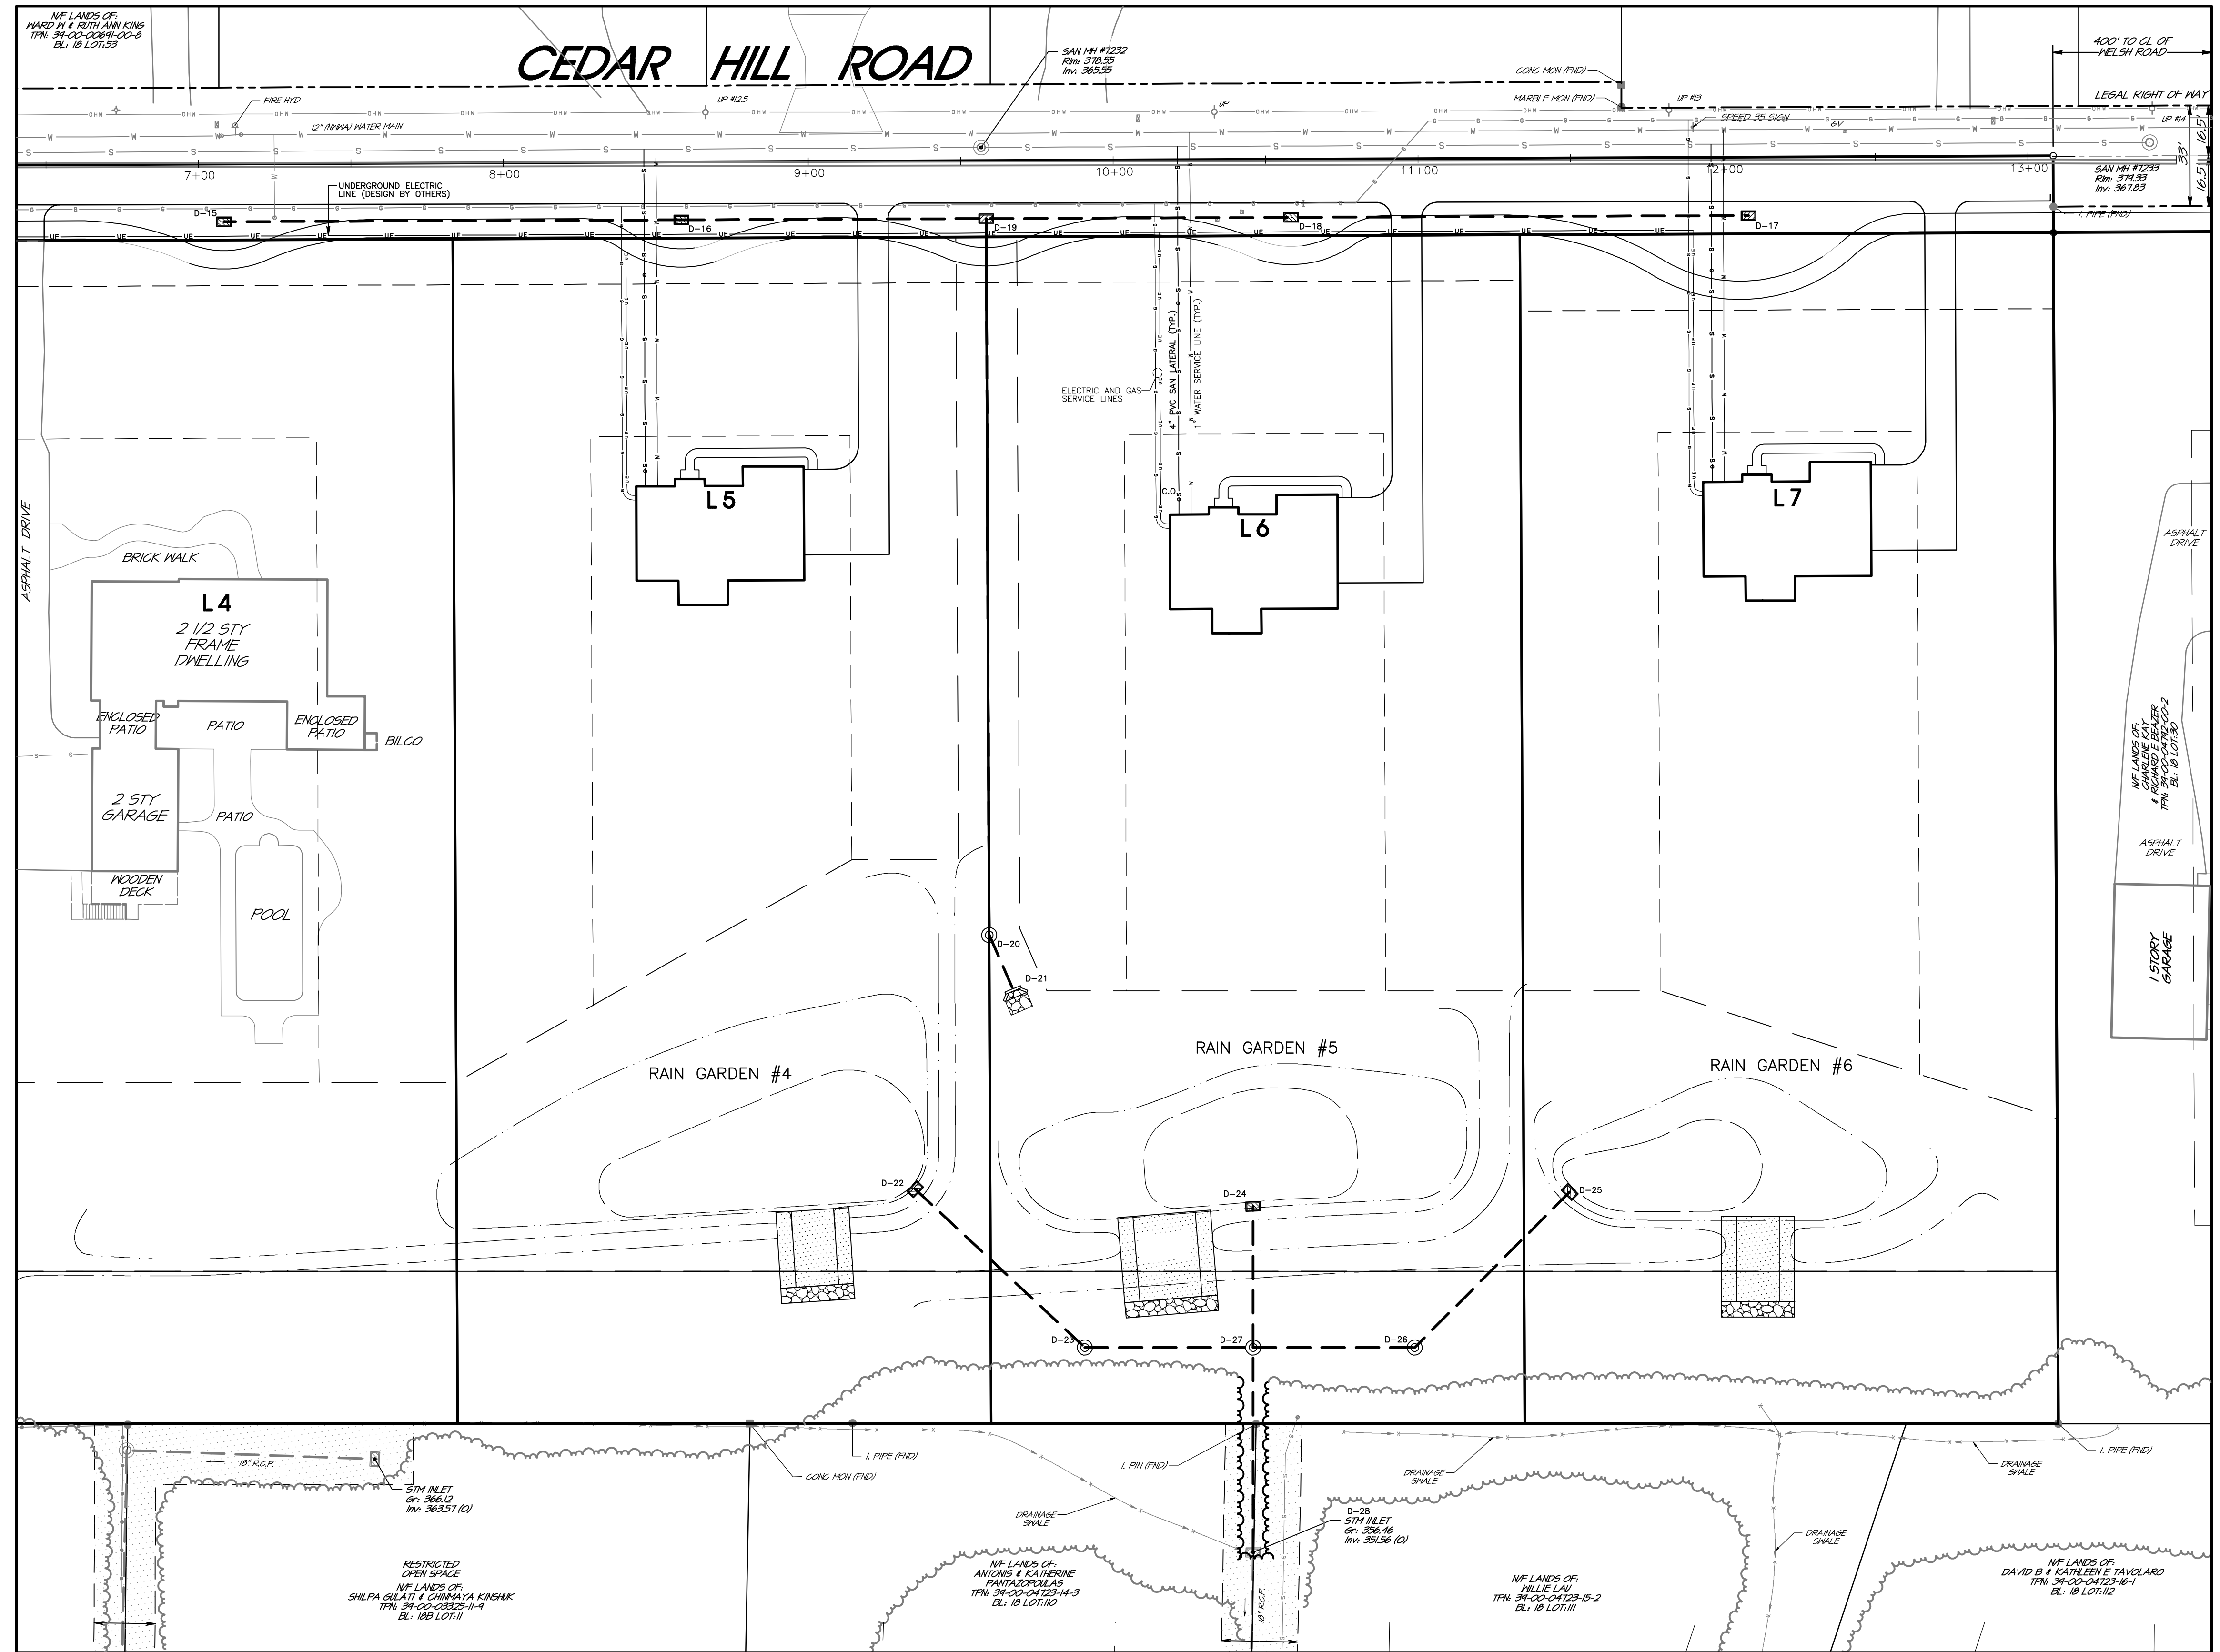 N/F LANDS OF:
WARD W & RUTH ANN KING
TPN: 39-00-00691-00-8
BL: 18 LOT:53
CEDAR HILL ROAD
SAN MH #7232
Rim: 378.55
Inv: 365.55
CONC MON (FND)
MARBLE MON (FND)
400' TO CL OF
WELSH ROAD
LEGAL RIGHT OF WAY
FIRE HYD
UP #125
UP
UP #13
SPEED 35 SIGN
GV
UP #14
12" (NWWA) WATER MAIN
16.5'
33'
16.5'
7+00
8+00
9+00
10+00
11+00
12+00
13+00
SAN MH #7233
Rim: 379.33
Inv: 367.83
I. PIPE (FND)
UNDERGROUND ELECTRIC
LINE (DESIGN BY OTHERS)
D-15
D-16
D-19
D-18
D-17
ELECTRIC AND GAS
SERVICE LINES
4" PVC SAN LATERAL (TYP.)
1" WATER SERVICE LINE (TYP.)
C.O.
L5
L6
L7
ASPHALT DRIVE
BRICK WALK
L4
2 1/2 STY
FRAME
DWELLING
ENCLOSED
PATIO
PATIO
ENCLOSED
PATIO
BILCO
2 STY
GARAGE
PATIO
WOODEN
DECK
POOL
ASPHALT
DRIVE
N/F LANDS OF:
CHARLENE KAY
& RICHARD E BEAZER
TPN: 39-00-04742-00-2
BL: 18 LOT:30
ASPHALT
DRIVE
1 STORY
GARAGE
D-20
D-21
RAIN GARDEN #4
RAIN GARDEN #5
RAIN GARDEN #6
D-22
D-24
D-25
D-23
D-27
D-26
18" R.C.P.
STM INLET
Gr: 366.12
Inv: 363.57 (O)
CONC MON (FND)
I. PIPE (FND)
I. PIN (FND)
DRAINAGE
SWALE
DRAINAGE
SWALE
DRAINAGE
SWALE
I. PIPE (FND)
D-28
STM INLET
Gr: 356.46
Inv: 351.56 (O)
DRAINAGE
SWALE
18" R.C.P.
RESTRICTED
OPEN SPACE
N/F LANDS OF:
SHILPA GULATI & CHINMAYA KINSHUK
TPN: 39-00-03325-11-9
BL: 18B LOT:11
N/F LANDS OF:
ANTONIS & KATHERINE
PANTAZOPOULAS
TPN: 39-00-04723-14-3
BL: 18 LOT:110
N/F LANDS OF:
WILLIE LAU
TPN: 39-00-04723-15-2
BL: 18 LOT:111
N/F LANDS OF:
DAVID B & KATHLEEN E TAVOLARO
TPN: 39-00-04723-16-1
BL: 18 LOT:112